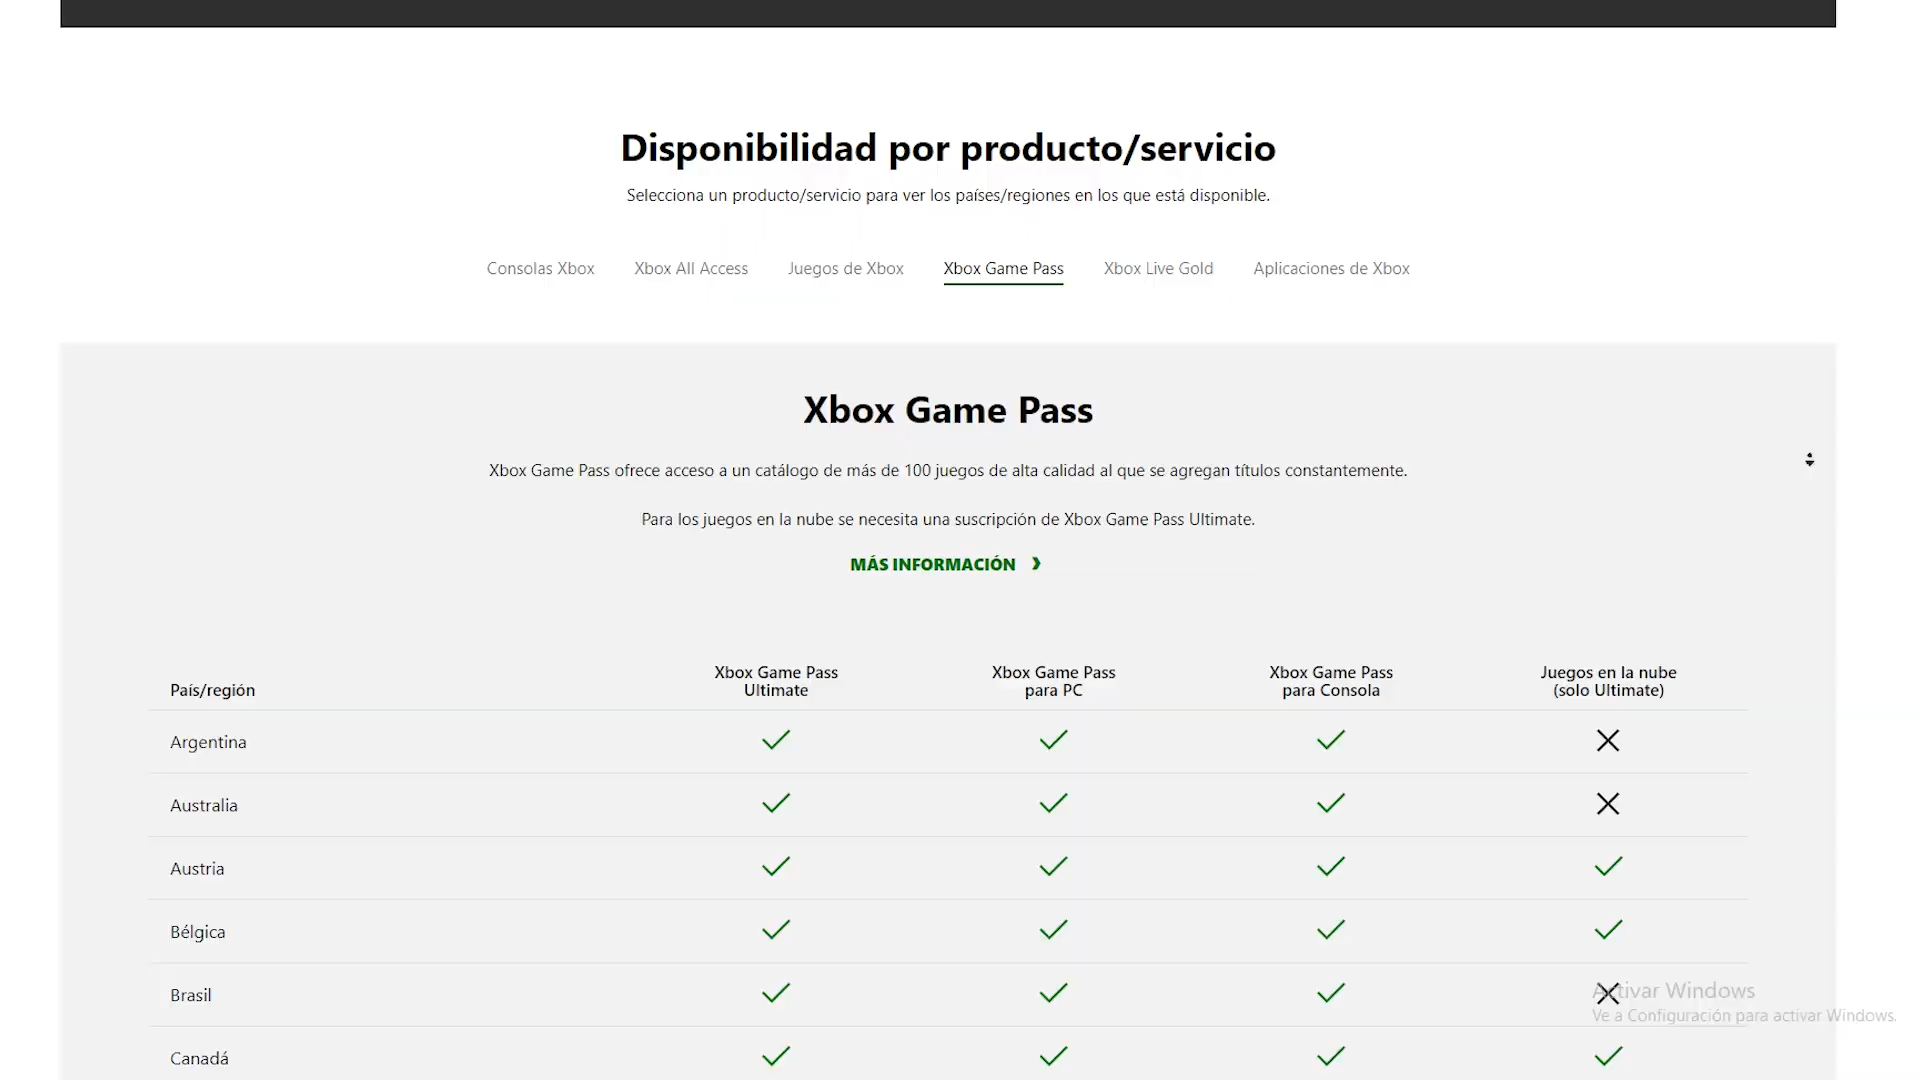 Disponibilidad por producto/servicio
Selecciona un producto/servicio para ver los países/regiones en los que está disponible.
Consolas Xbox Xbox All Access Juegos de Xbox Xbox Game Pass Xbox Live Gold Aplicaciones de Xbox
Xbox Game Pass
Xbox Game Pass ofrece acceso a un catálogo de más de 100 juegos de alta calidad al que se agregan títulos constantemente.
Para los juegos en la nube se necesita una suscripción de Xbox Game Pass Ultimate.
MÁS INFORMACIÓN
País/región
Xbox Game Pass
Ultimate
Xbox Game Pass
para PC
Xbox Game Pass
para Consola
Juegos en la nube
(solo Ultimate)
Argentina
Australia
Austria
Bélgica
Brasil
Canadá
Activar Windows
Ve a Configuración para activar Windows.